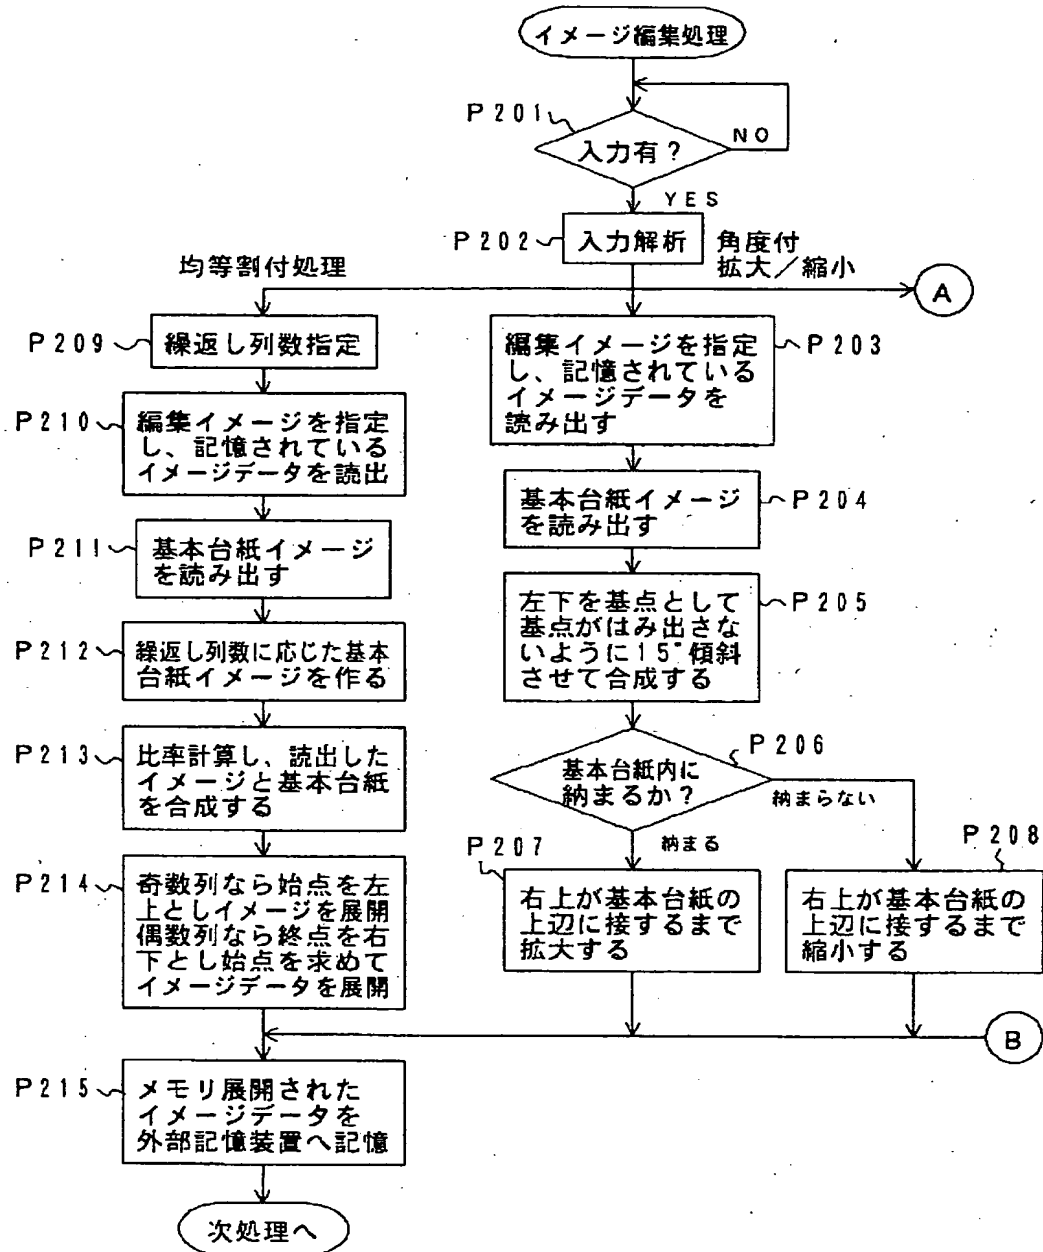 イメージ編集処理
P201
入力有?
NO
YES
P202
入力解析
角度付
拡大/縮小
均等割付処理
A
P209
繰返し列数指定
P210
編集イメージを指定
し、記憶されている
イメージデータを読出
P211
基本台紙イメージ
を読み出す
P212
繰返し列数に応じた基本
台紙イメージを作る
P213
比率計算し、読出した
イメージと基本台紙
を合成する
P214
奇数列なら始点を左
上としイメージを展開
偶数列なら終点を右
下とし始点を求めて
イメージデータを展開
P203
編集イメージを指定
し、記憶されている
イメージデータを
読み出す
P204
基本台紙イメージ
を読み出す
P205
左下を基点として
基点がはみ出さな
いように15°傾斜
させて合成する
P206
基本台紙内に
納まるか?
納まらない
納まる
P207
右上が基本台紙の
上辺に接するまで
拡大する
P208
右上が基本台紙の
上辺に接するまで
縮小する
B
P215
メモリ展開された
イメージデータを
外部記憶装置へ記憶
次処理へ